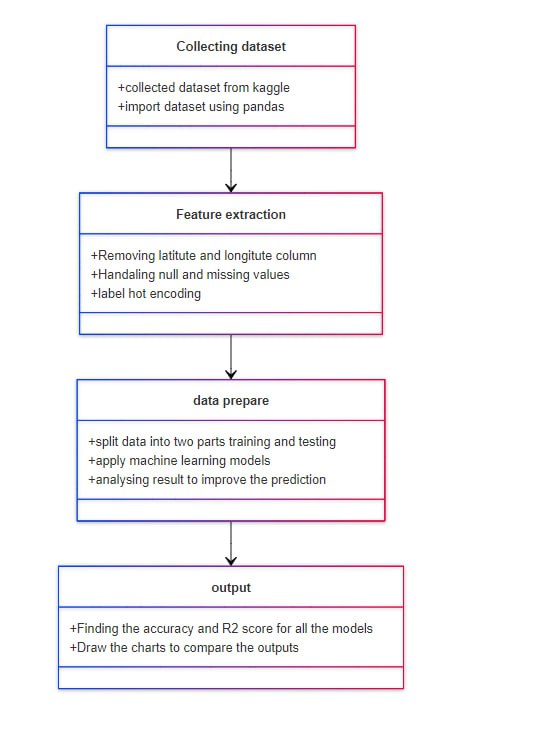 Collecting dataset
+collected dataset from kaggle
+import dataset using pandas
Feature extraction
+Removing latitute and longitute column
+Handaling null and missing values
+label hot encoding
data prepare
+split data into two parts training and testing
+apply machine learning models
+analysing result to improve the prediction
output
+Finding the accuracy and R2 score for all the models
+Draw the charts to compare the outputs